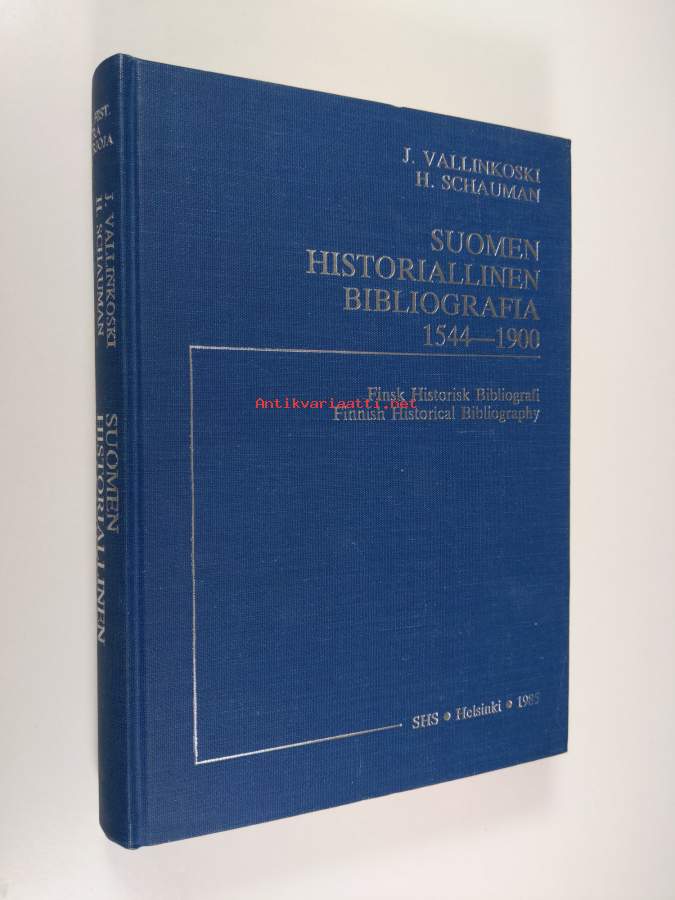 J. VALLINKOSKI
H. SCHAUMAN
SUOMEN
HISTORIALLINEN
BIBLIOGRAFIA
1544—1900
Finsk Historisk Bibliografi
Antikvariaatti.net
Finnish Historical Bibliography
SHS • Helsinki • 1985
J. VALLINKOSKI
H. SCHAUMAN
SUOMEN
HISTORIALLINEN